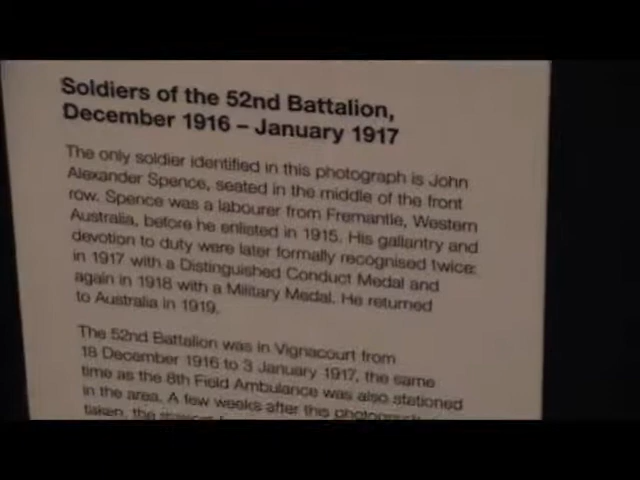 Soldiers of the 52nd Battalion,
December 1916 – January 1917
The only soldier identified in this photograph is John
Alexander Spence, seated in the middle of the front
row. Spence was a labourer from Fremantle, Western
Australia, before he enlisted in 1915. His gallantry and
devotion to duty were later formally recognised twice:
in 1917 with a Distinguished Conduct Medal and
again in 1918 with a Military Medal. He returned
to Australia in 1919.
The 52nd Battalion was in Vignacourt from
18 December 1916 to 3 January 1917, the same
time as the 8th Field Ambulance was also stationed
in the area. A few weeks after this photograph
taken, the